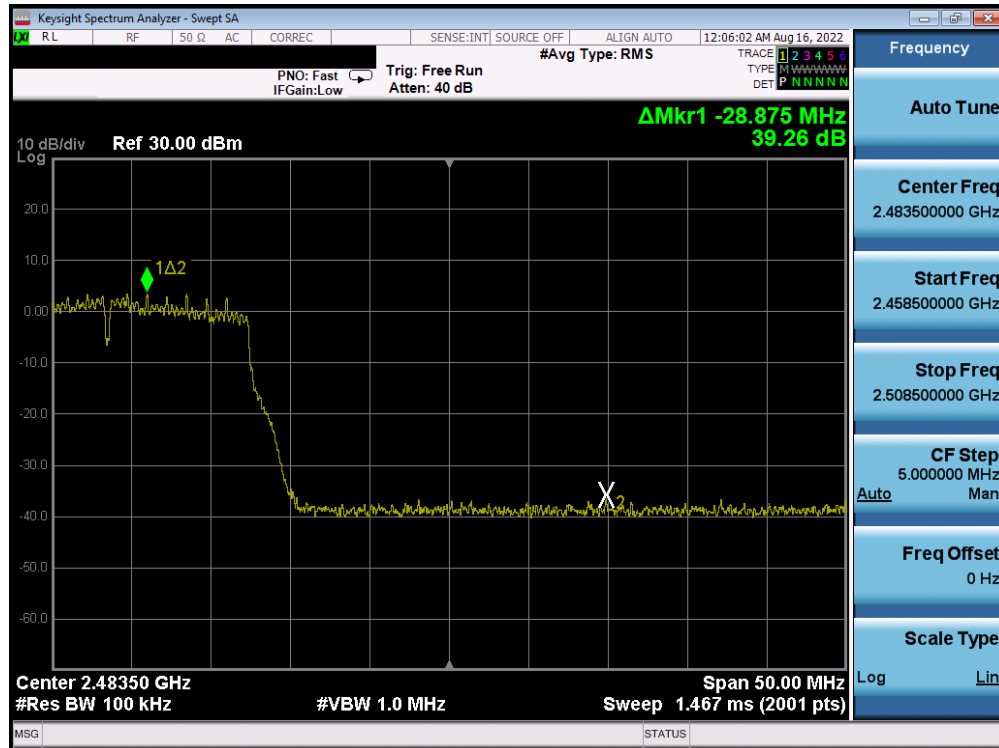 Keysight Spectrum Analyzer - Swept SA
LXI RL RF 50 Ω AC CORREC SENSE:INT SOURCE OFF ALIGN AUTO 12:06:02 AM Aug 16, 2022
#Avg Type: RMS TRACE 1 2 3 4 5 6
PNO: Fast Trig: Free Run TYPE M W W W W W
IFGain:Low Atten: 40 dB DET P N N N N N
ΔMkr1 -28.875 MHz
39.26 dB
10 dB/div Ref 30.00 dBm
Log
20.0
10.0
1Δ2
0.00
-10.0
-20.0
-30.0
X2
-40.0
-50.0
-60.0
Center 2.48350 GHz Span 50.00 MHz
#Res BW 100 kHz #VBW 1.0 MHz Sweep 1.467 ms (2001 pts)
MSG STATUS
Frequency
Auto Tune
Center Freq
2.483500000 GHz
Start Freq
2.458500000 GHz
Stop Freq
2.508500000 GHz
CF Step
5.000000 MHz
Auto Man
Freq Offset
0 Hz
Scale Type
Log Lin